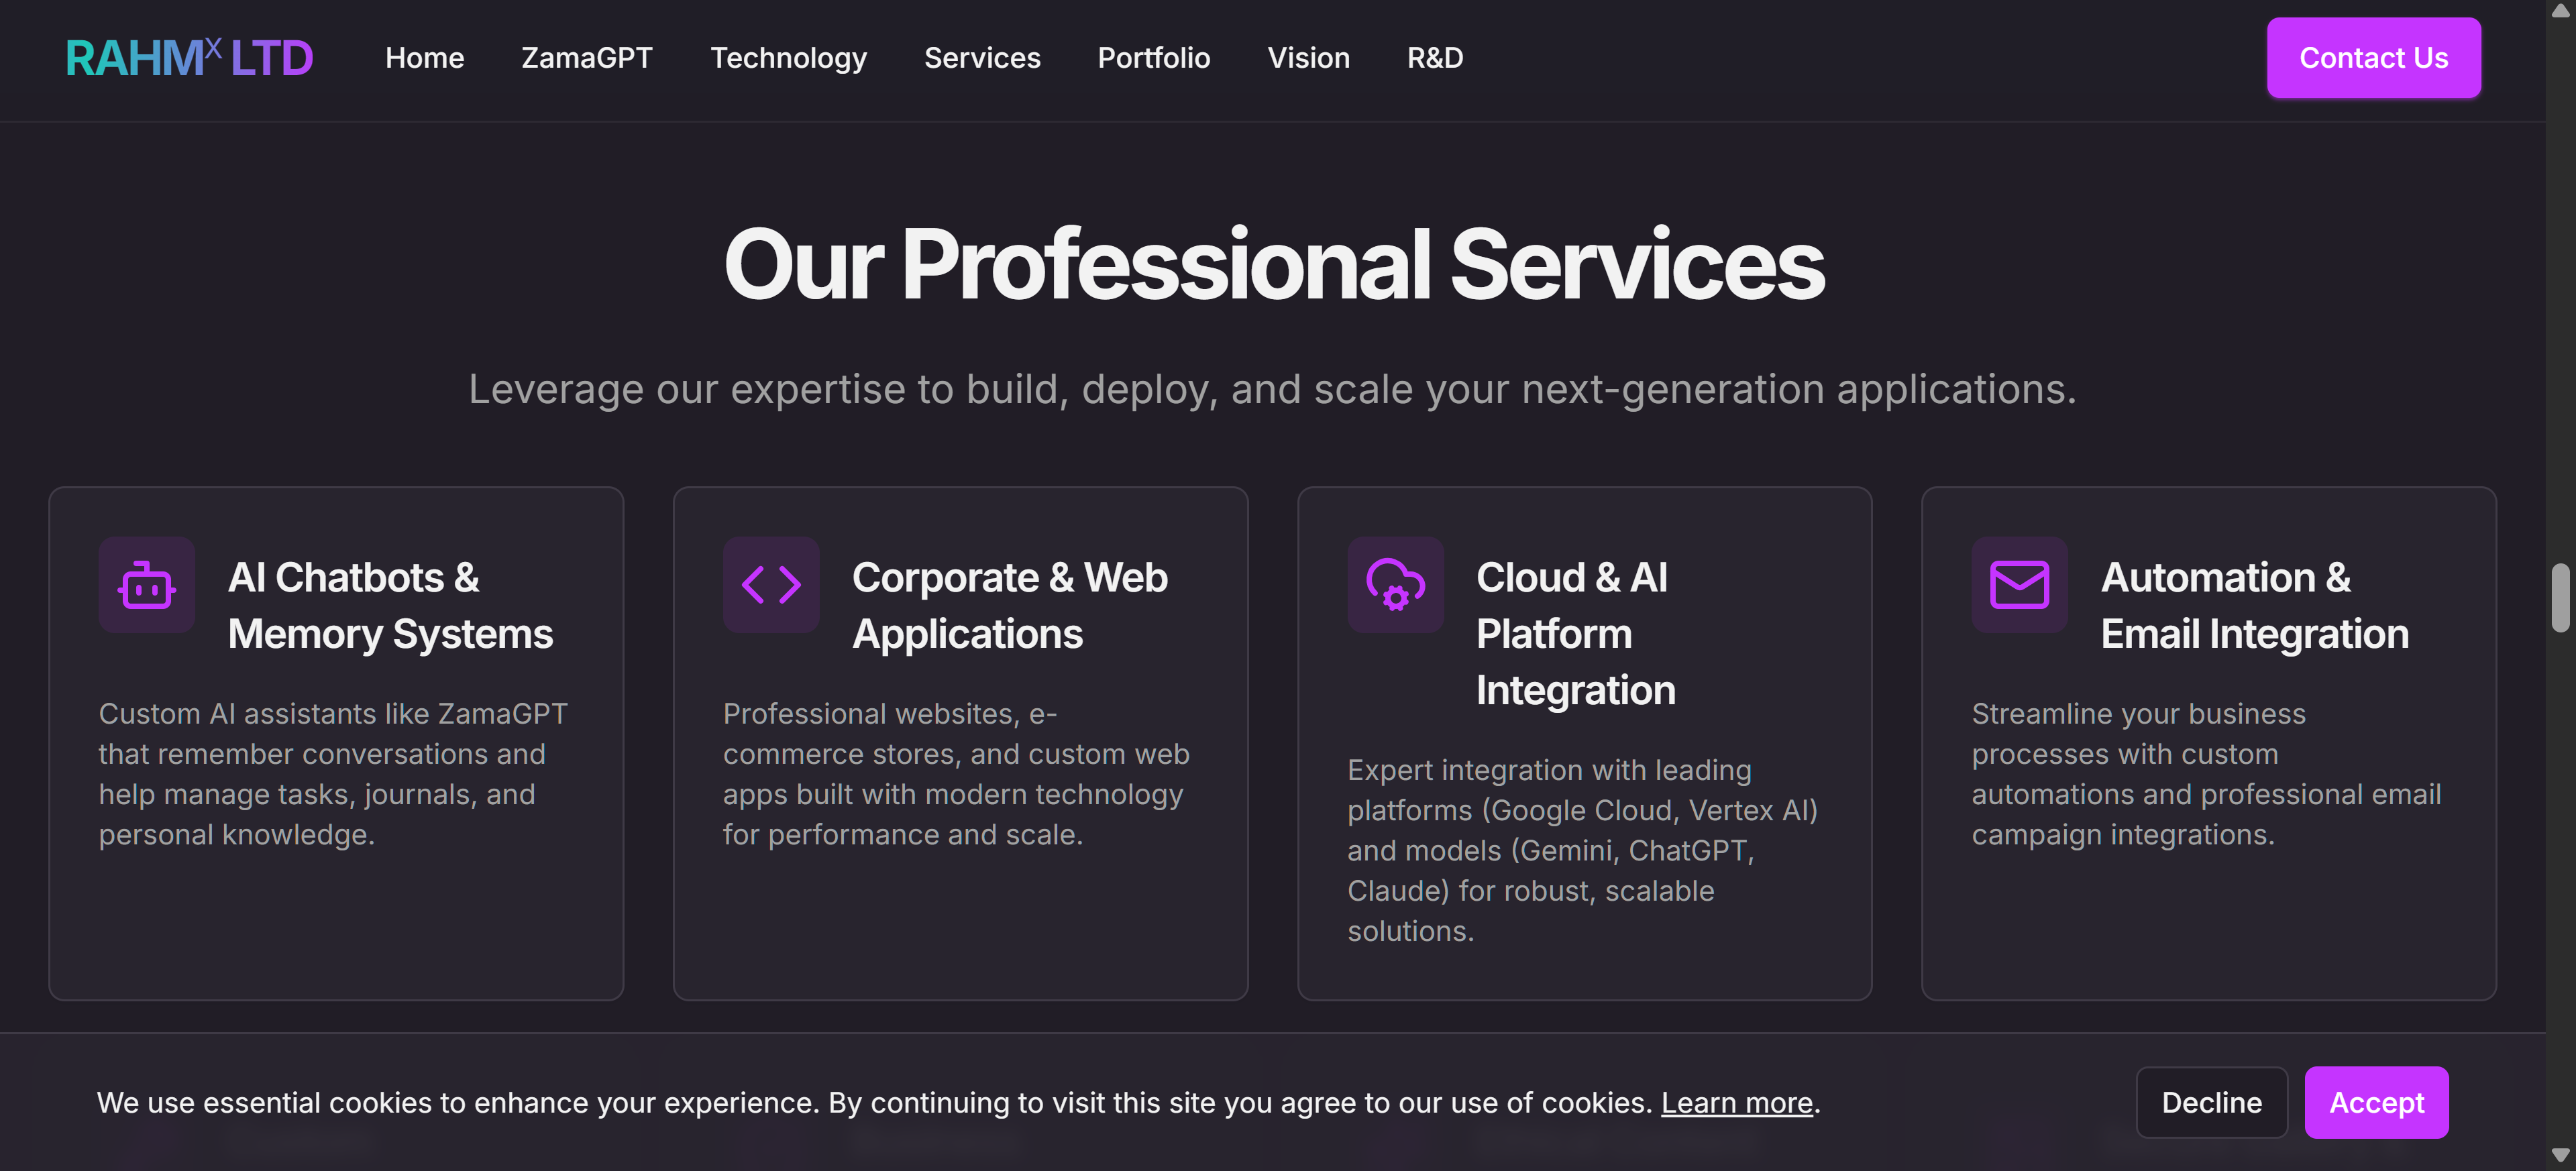 RAHMX LTD
Home
ZamaGPT
Technology
Services
Portfolio
Vision
R&D
Contact Us
Our Professional Services
Leverage our expertise to build, deploy, and scale your next-generation applications.
AI Chatbots &
Memory Systems
Custom AI assistants like ZamaGPT
that remember conversations and
help manage tasks, journals, and
personal knowledge.
Corporate & Web
Applications
Professional websites, e-
commerce stores, and custom web
apps built with modern technology
for performance and scale.
Cloud & AI
Platform
Integration
Expert integration with leading
platforms (Google Cloud, Vertex AI)
and models (Gemini, ChatGPT,
Claude) for robust, scalable
solutions.
Automation &
Email Integration
Streamline your business
processes with custom
automations and professional email
campaign integrations.
We use essential cookies to enhance your experience. By continuing to visit this site you agree to our use of cookies. Learn more.
Decline
Accept